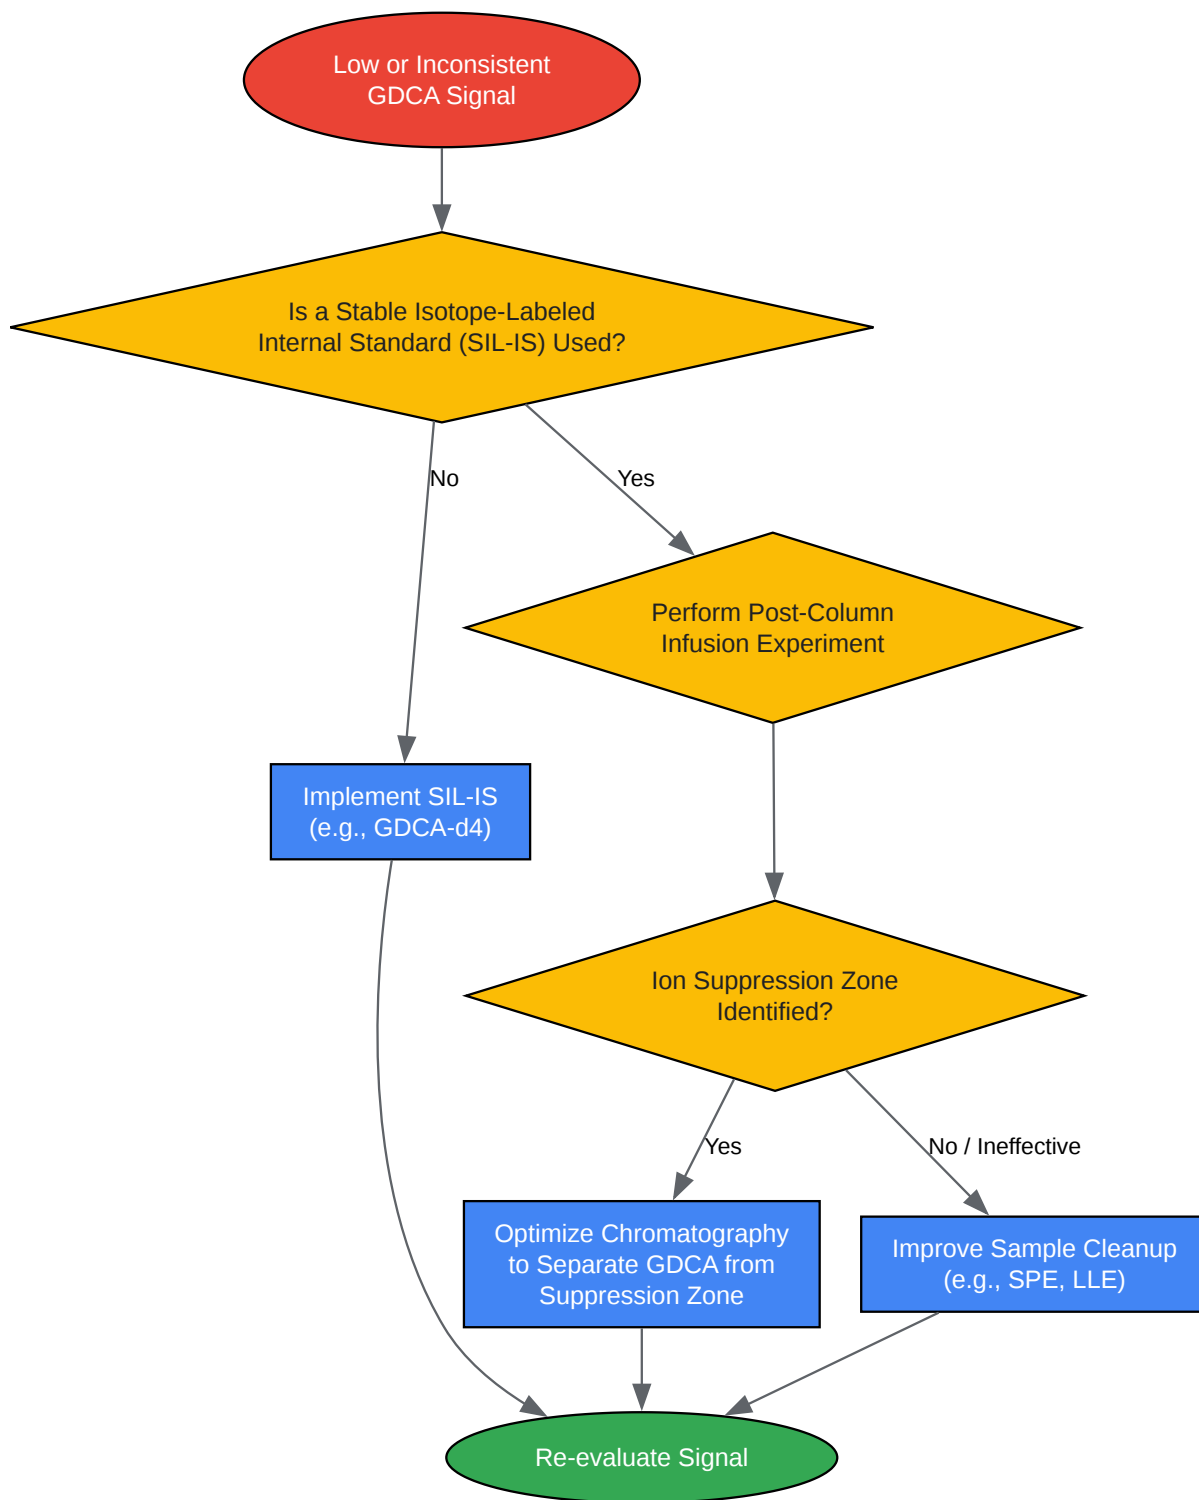 Low or Inconsistent
GDCA Signal
Is a Stable Isotope-Labeled
Internal Standard (SIL-IS) Used?
No
Yes
Perform Post-Column
Infusion Experiment
Implement SIL-IS
(e.g., GDCA-d4)
Ion Suppression Zone
Identified?
Yes
No / Ineffective
Optimize Chromatography
to Separate GDCA from
Suppression Zone
Improve Sample Cleanup
(e.g., SPE, LLE)
Re-evaluate Signal